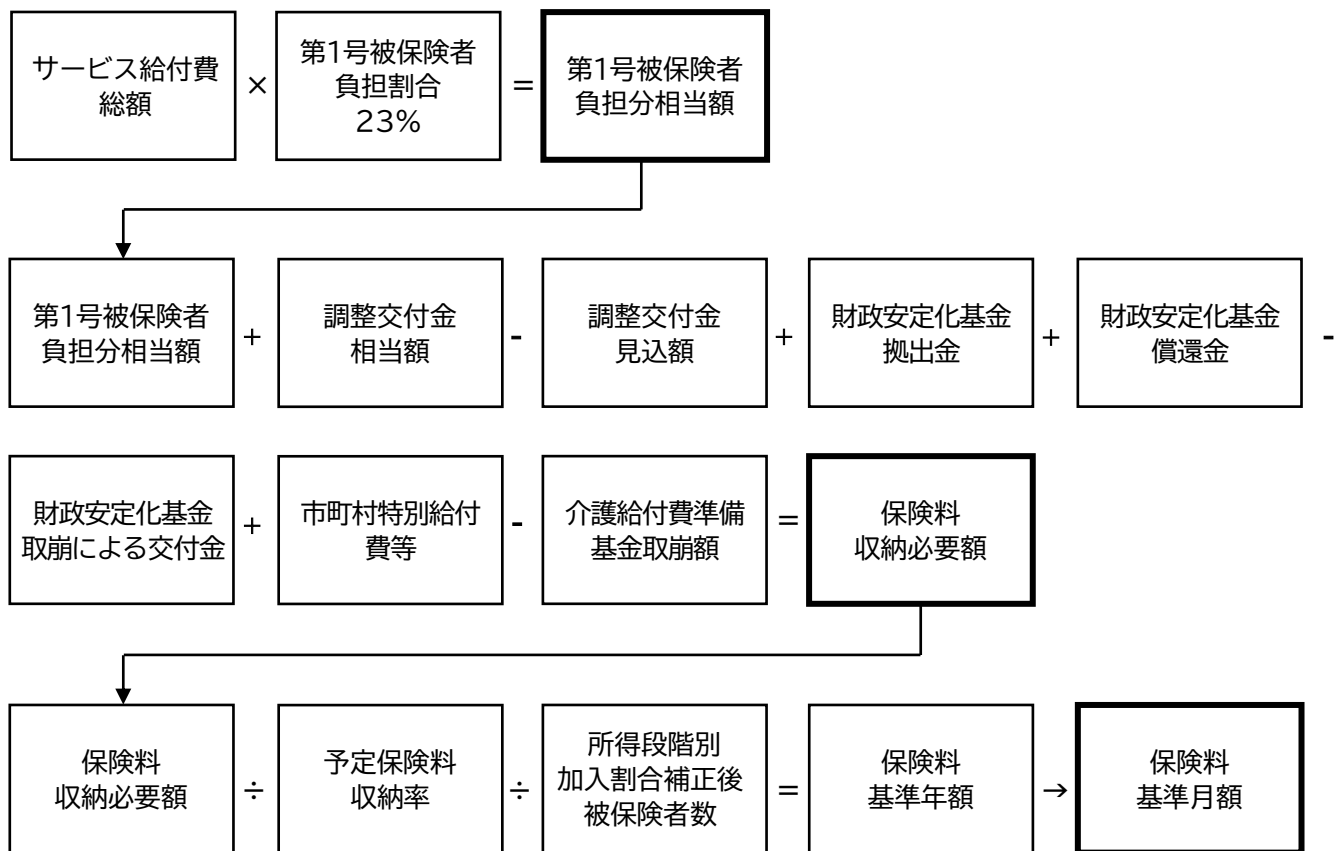 サービス給付費
総額
×
第1号被保険者
負担割合
23%
=
第1号被保険者
負担分相当額
第1号被保険者
負担分相当額
+
調整交付金
相当額
-
調整交付金
見込額
+
財政安定化基金
拠出金
+
財政安定化基金
償還金
-
財政安定化基金
取崩による交付金
+
市町村特別給付
費等
-
介護給付費準備
基金取崩額
=
保険料
収納必要額
保険料
収納必要額
÷
予定保険料
収納率
÷
所得段階別
加入割合補正後
被保険者数
=
保険料
基準年額
→
保険料
基準月額